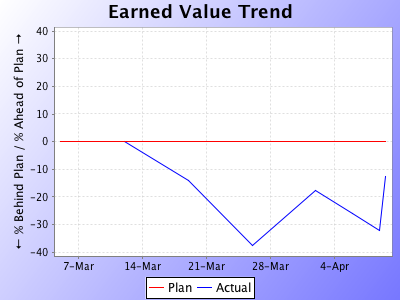 Earned Value Trend
← % Behind Plan / % Ahead of Plan →
40
30
20
10
0
-10
-20
-30
-40
7-Mar 14-Mar 21-Mar 28-Mar 4-Apr
Plan Actual